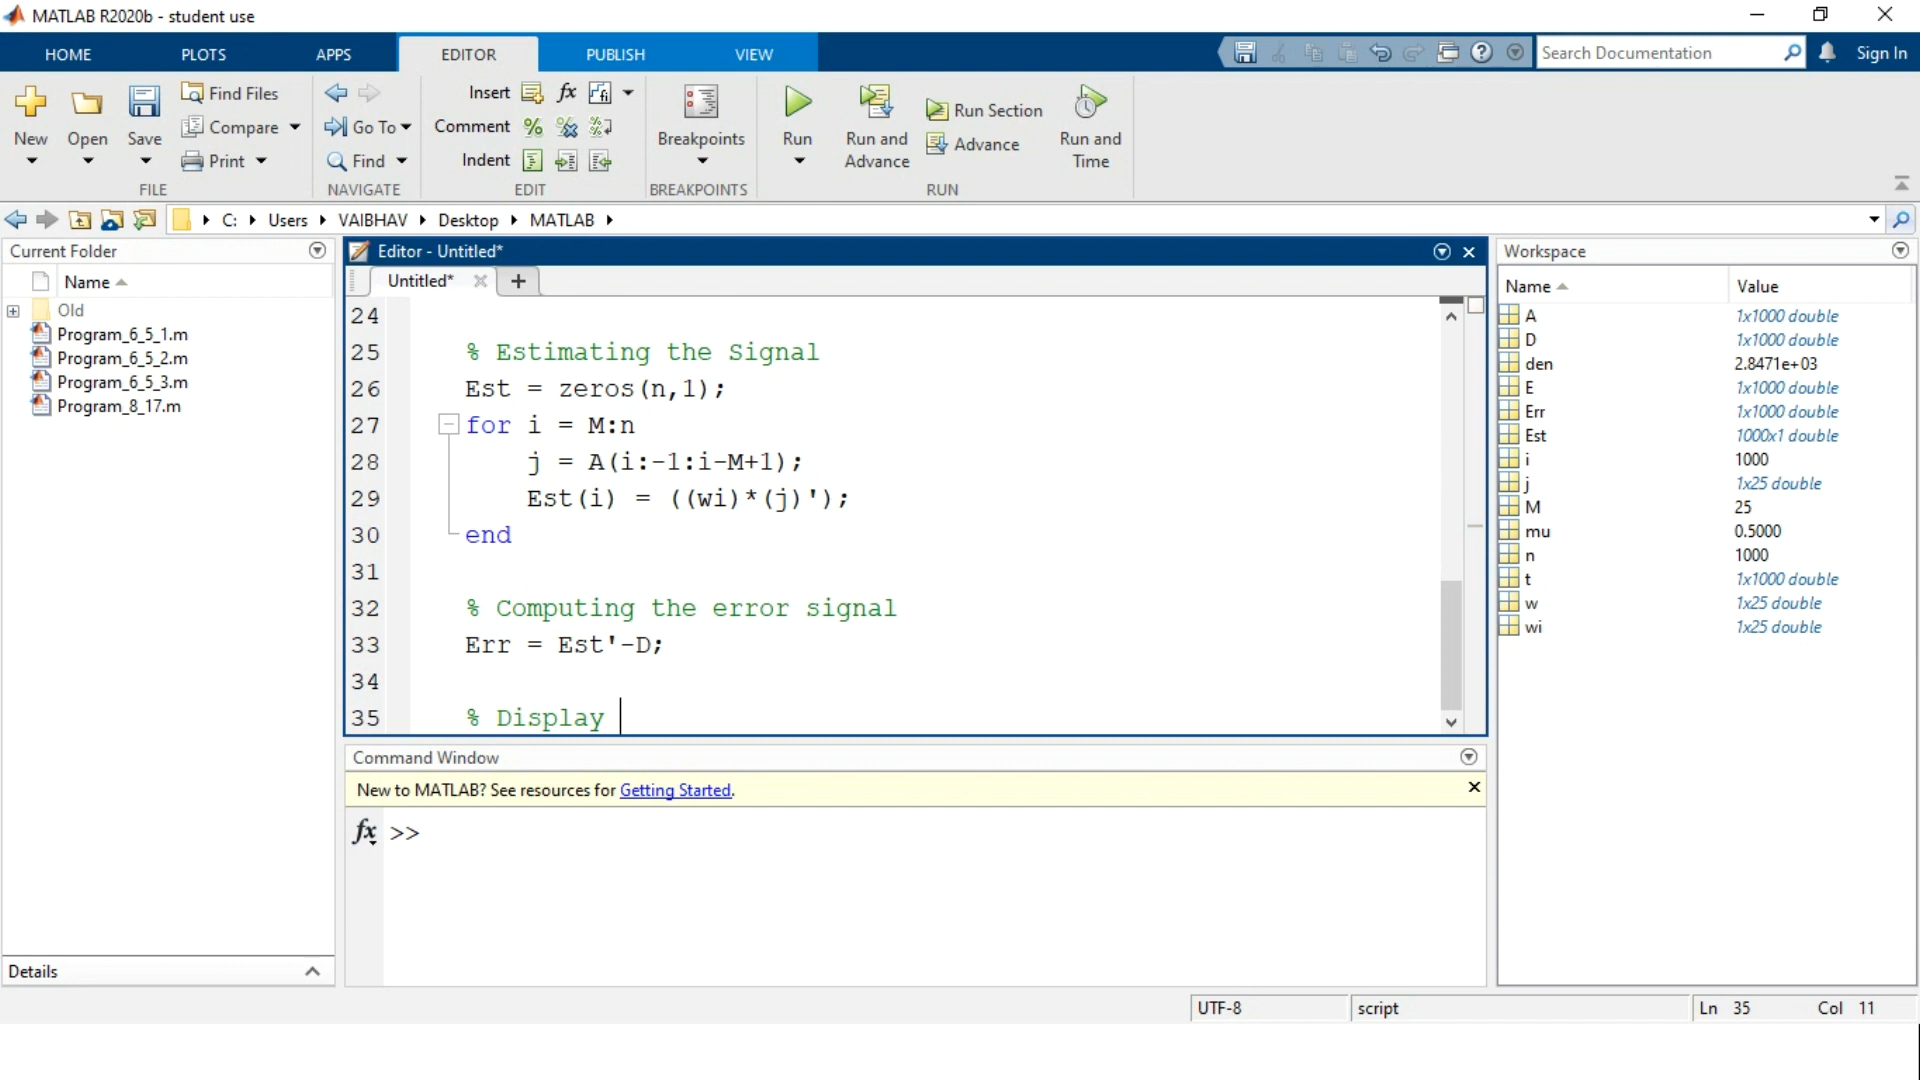 MATLAB R2020b - student use
HOME PLOTS APPS EDITOR PUBLISH VIEW Search Documentation Sign In
New Open Save Find Files Compare Print
FILE
Go To Find
NAVIGATE
Insert fx
Comment
Indent
EDIT
Breakpoints
BREAKPOINTS
Run Run and Advance Run Section Advance Run and Time
RUN
C: Users VAIBHAV Desktop MATLAB
Current Folder
Name
Old
Program_6_5_1.m
Program_6_5_2.m
Program_6_5_3.m
Program_8_17.m
Details
Editor - Untitled*
Untitled* +
24
25 % Estimating the Signal
26 Est = zeros(n,1);
27 for i = M:n
28 j = A(i:-1:i-M+1);
29 Est(i) = ((wi)*(j)');
30 end
31
32 % Computing the error signal
33 Err = Est'-D;
34
35 % Display
Command Window
New to MATLAB? See resources for Getting Started.
fx >>
Workspace
Name Value
A 1x1000 double
D 1x1000 double
den 2.8471e+03
E 1x1000 double
Err 1x1000 double
Est 1000x1 double
i 1000
j 1x25 double
M 25
mu 0.5000
n 1000
t 1x1000 double
w 1x25 double
wi 1x25 double
UTF-8 script Ln 35 Col 11